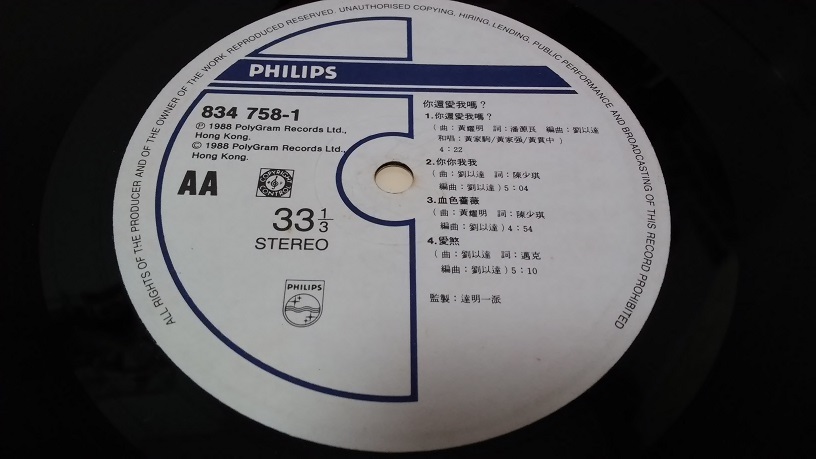 ALL RIGHTS OF THE PRODUCER AND OF THE OWNER OF THE WORK REPRODUCED RESERVED. UNAUTHORISED COPYING, HIRING, LENDING, PUBLIC PERFORMANCE AND BROADCASTING OF THIS RECORD PROHIBITED
PHILIPS
834 758-1
Ⓟ 1988 PolyGram Records Ltd.,
Hong Kong.
© 1988 PolyGram Records Ltd.,
Hong Kong.
AA
COPYRIGHT
CONTROL
33 1/3
STEREO
PHILIPS
你還愛我嗎?
1.你還愛我嗎?
(曲:黃耀明 詞:潘源良 編曲:劉以達
和唱:黃家駒/黃家強/黃貫中)
4:22
2.你你我我
(曲:劉以達 詞:陳少琪
編曲:劉以達)5:04
3.血色薔薇
(曲:黃耀明 詞:陳少琪
編曲:劉以達)4:54
4.愛煞
(曲:劉以達 詞:邁克
編曲:劉以達)5:10
監製:達明一派